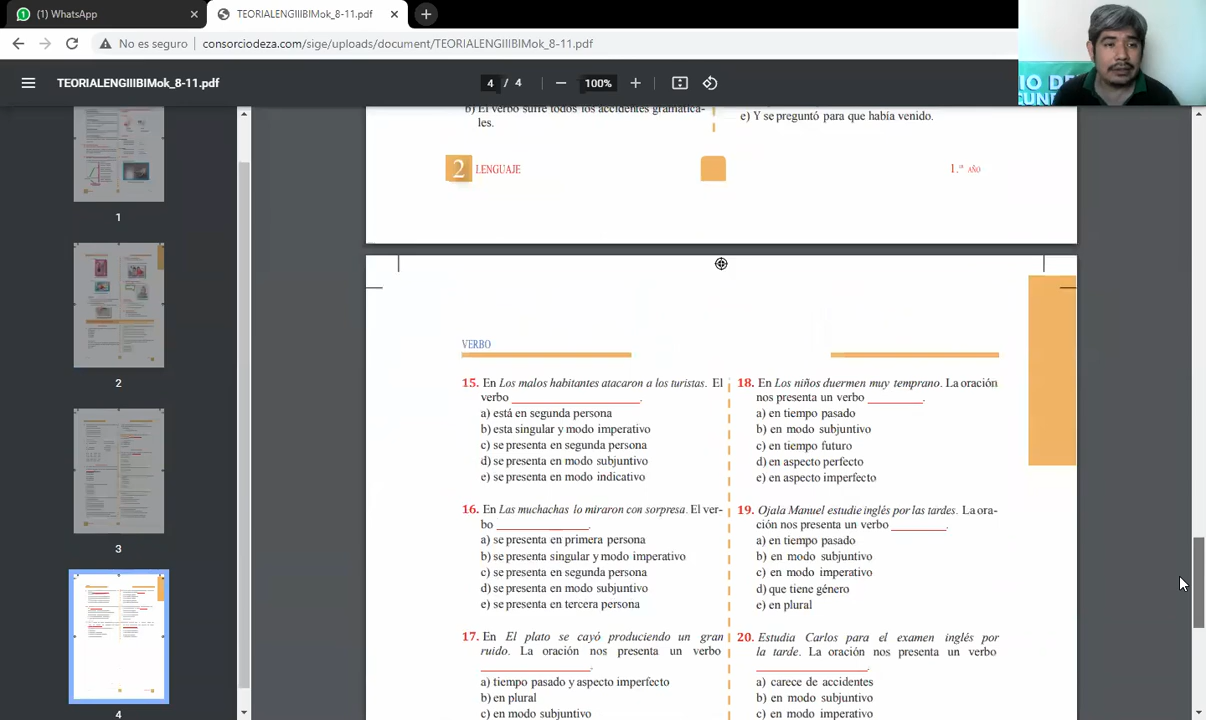 (1) WhatsApp
TEORIALENGIIIBIMok_8-11.pdf
No es seguro
consorciodeza.com/sige/uploads/document/TEORIALENGIIIBIMok_8-11.pdf
TEORIALENGIIIBIMok_8-11.pdf
4 / 4
100%
1
2
3
4
b) El verbo sufre todos los accidentes gramatica-
les.
e) Y se preguntó para que había venido.
2 LENGUAJE
1.er AÑO
VERBO
15. En Los malos habitantes atacaron a los turistas. El
verbo ____________.
a) está en segunda persona
b) esta singular y modo imperativo
c) se presenta en segunda persona
d) se presenta en modo subjuntivo
e) se presenta en modo indicativo
16. En Las muchachas lo miraron con sorpresa. El ver-
bo ____________.
a) se presenta en primera persona
b) se presenta singular y modo imperativo
c) se presenta en segunda persona
d) se presenta en modo subjuntivo
e) se presenta en tercera persona
17. En El plato se cayó produciendo un gran
ruido. La oración nos presenta un verbo
____________.
a) tiempo pasado y aspecto imperfecto
b) en plural
c) en modo subjuntivo
18. En Los niños duermen muy temprano. La oración
nos presenta un verbo ________.
a) en tiempo pasado
b) en modo subjuntivo
c) en tiempo futuro
d) en aspecto perfecto
e) en aspecto imperfecto
19. Ojala Manuel estudie inglés por las tardes. La ora-
ción nos presenta un verbo ________.
a) en tiempo pasado
b) en modo subjuntivo
c) en modo imperativo
d) que tiene género
e) en plural
20. Estudia Carlos para el examen inglés por
la tarde. La oración nos presenta un verbo
____________.
a) carece de accidentes
b) en modo subjuntivo
c) en modo imperativo